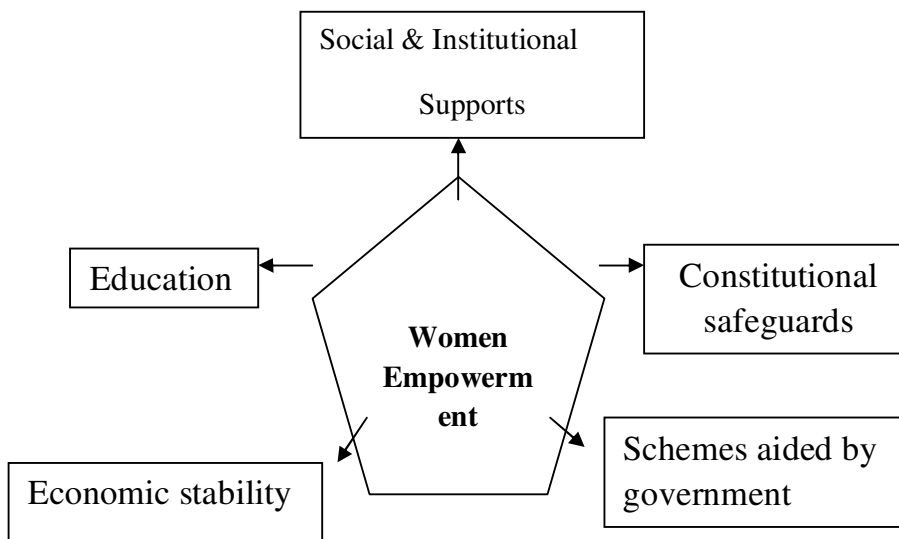 Social & Institutional
Supports
Education
Constitutional
safeguards
Women
Empowerm
ent
Economic stability
Schemes aided by
government